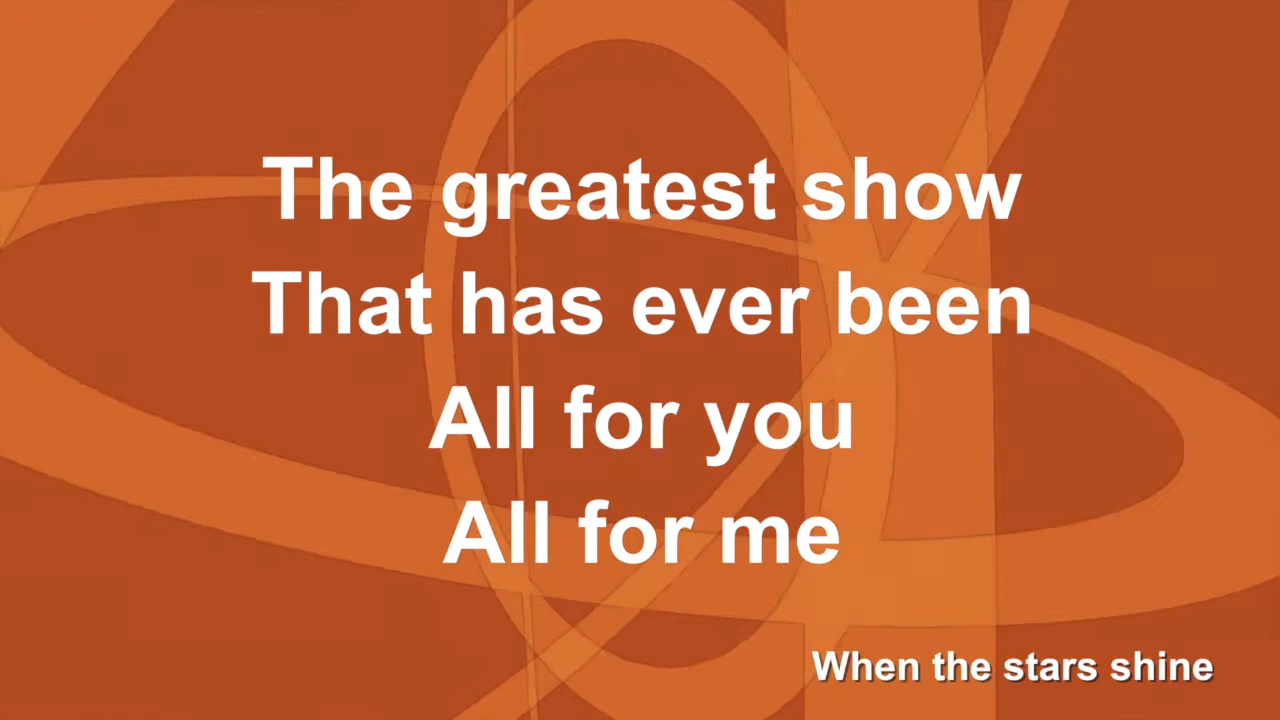 The greatest show
That has ever been
All for you
All for me
When the stars shine